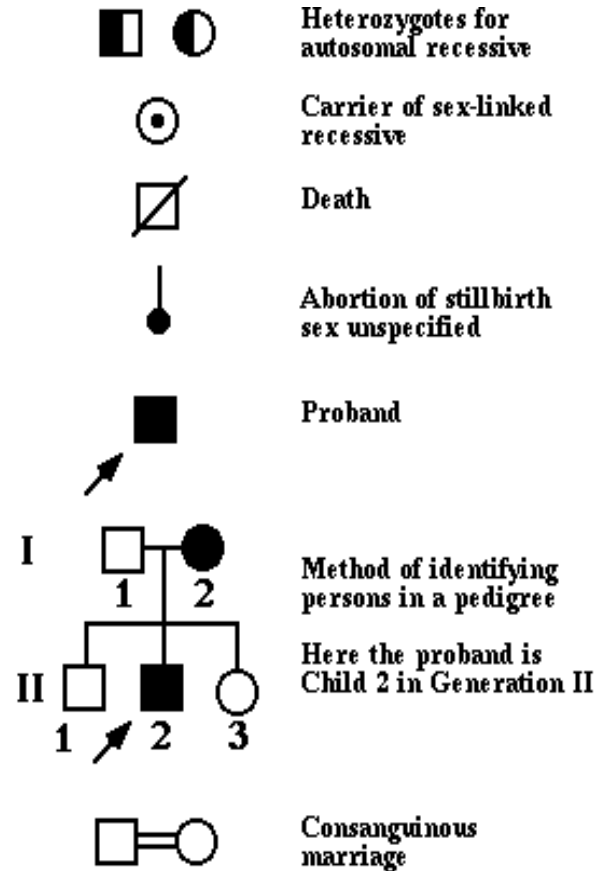 Heterozygotes for
autosomal recessive
Carrier of sex-linked
recessive
Death
Abortion of stillbirth
sex unspecified
Proband
I
1 2
Method of identifying
persons in a pedigree
Here the proband is
Child 2 in Generation II
II
1 2 3
Consanguinous
marriage